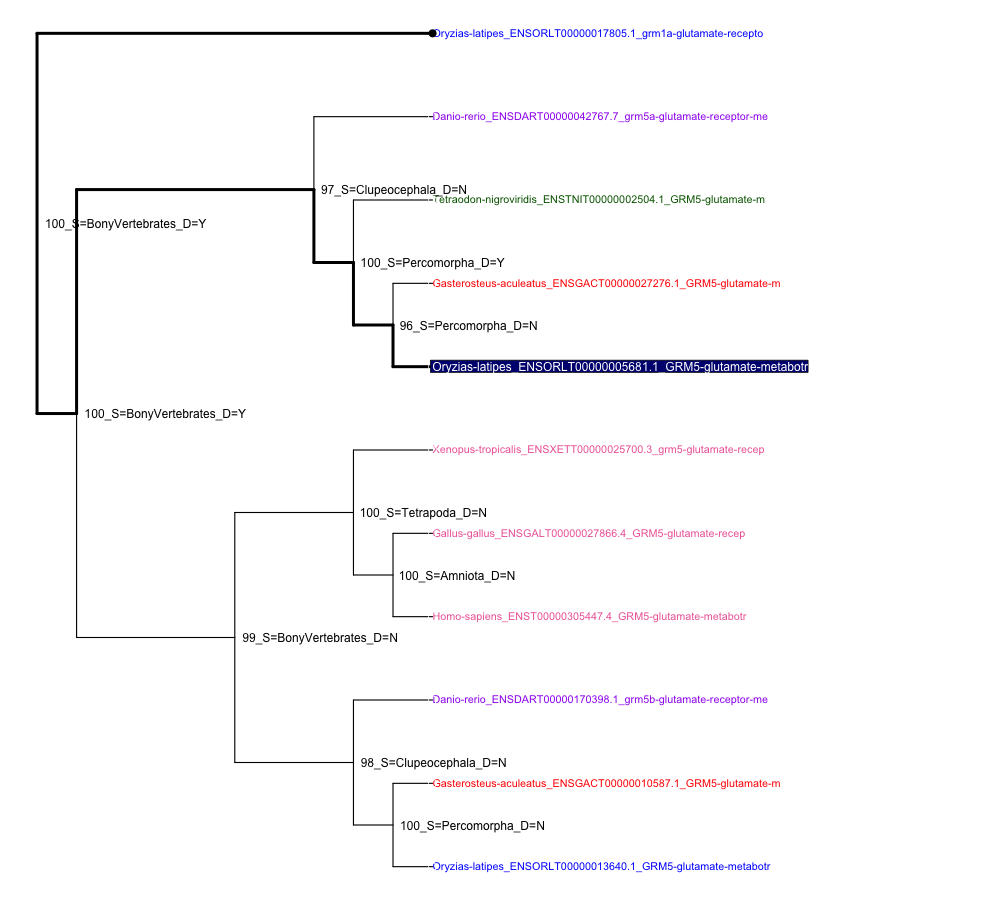 Oryzias-latipes_ENSORLT00000017805.1_grm1a-glutamate-recepto
Danio-rerio_ENSDART00000042767.7_grm5a-glutamate-receptor-me
97_S=Clupeocephala_D=N
Tetraodon-nigroviridis_ENSTNIT00000002504.1_GRM5-glutamate-m
100_S=BonyVertebrates_D=Y
100_S=Percomorpha_D=Y
Gasterosteus-aculeatus_ENSGACT00000027276.1_GRM5-glutamate-m
96_S=Percomorpha_D=N
Oryzias-latipes_ENSORLT00000005681.1_GRM5-glutamate-metabotr
100_S=BonyVertebrates_D=Y
Xenopus-tropicalis_ENSXETT00000025700.3_grm5-glutamate-recep
100_S=Tetrapoda_D=N
Gallus-gallus_ENSGALT00000027866.4_GRM5-glutamate-recep
100_S=Amniota_D=N
Homo-sapiens_ENST00000305447.4_GRM5-glutamate-metabotr
99_S=BonyVertebrates_D=N
Danio-rerio_ENSDART00000170398.1_grm5b-glutamate-receptor-me
98_S=Clupeocephala_D=N
Gasterosteus-aculeatus_ENSGACT00000010587.1_GRM5-glutamate-m
100_S=Percomorpha_D=N
Oryzias-latipes_ENSORLT00000013640.1_GRM5-glutamate-metabotr